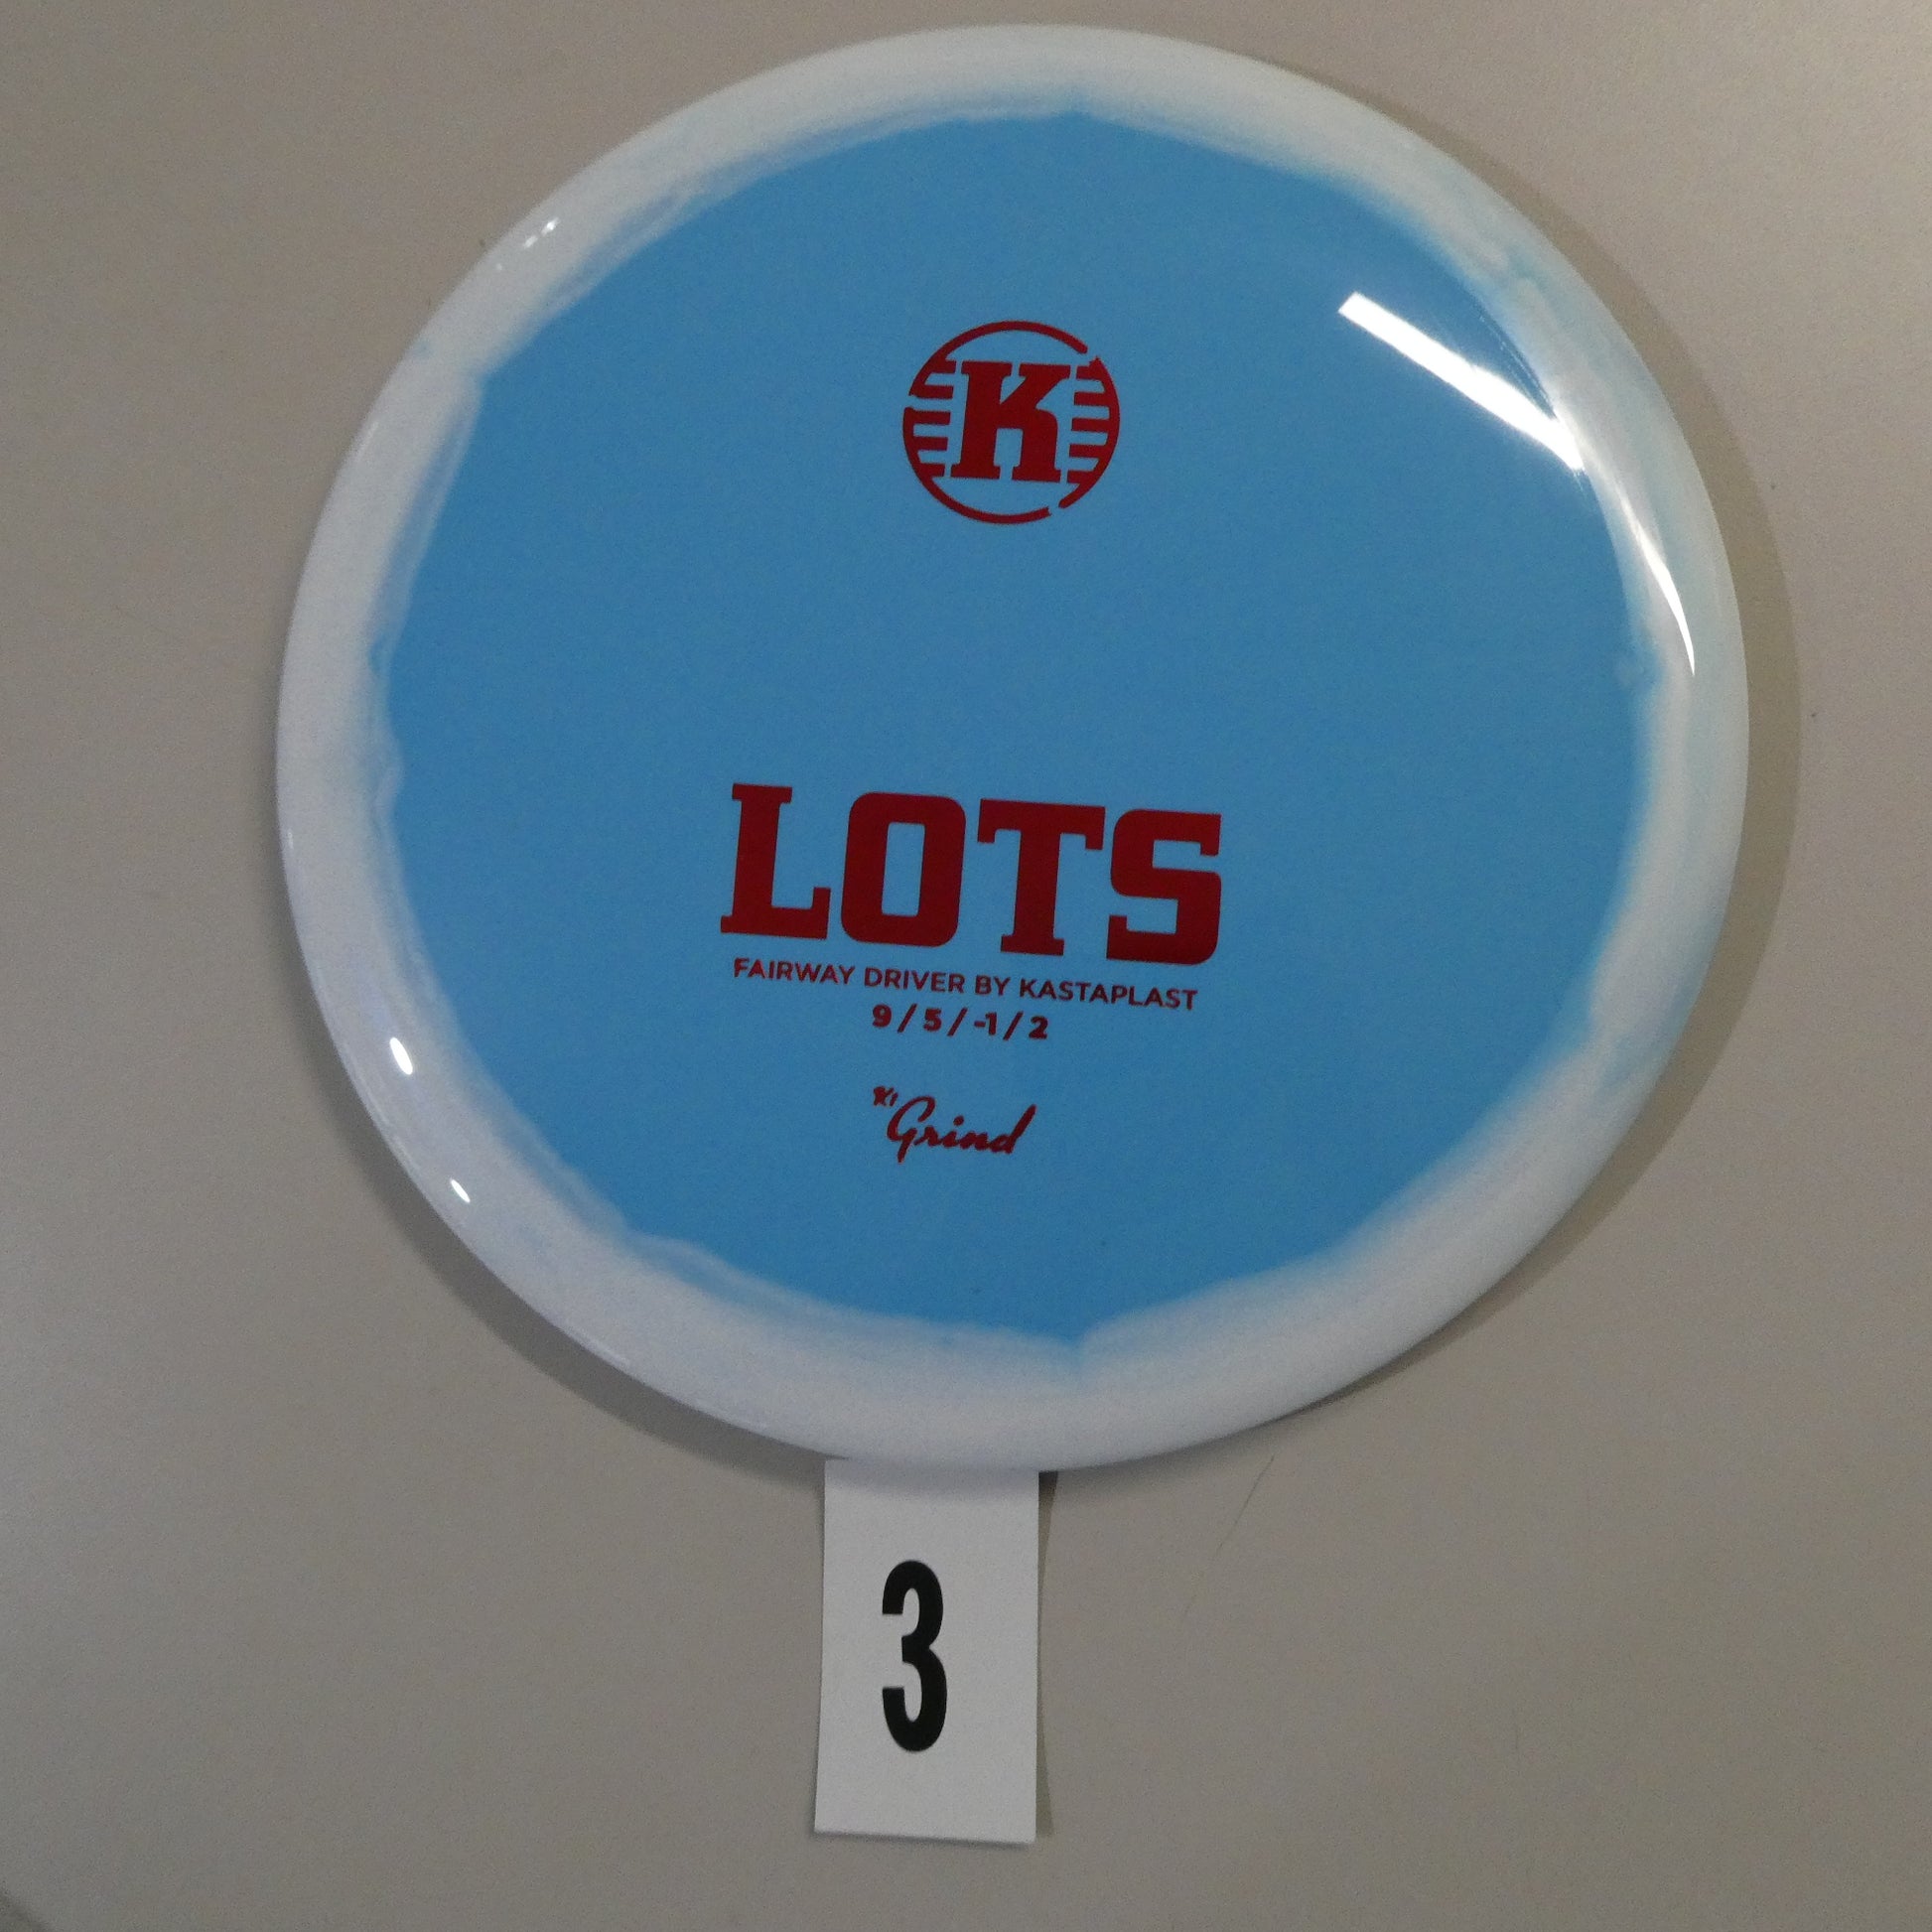 K
LOTS
FAIRWAY DRIVER BY KASTAPLAST
9 / 5 / -1 / 2
K1
Grind
3